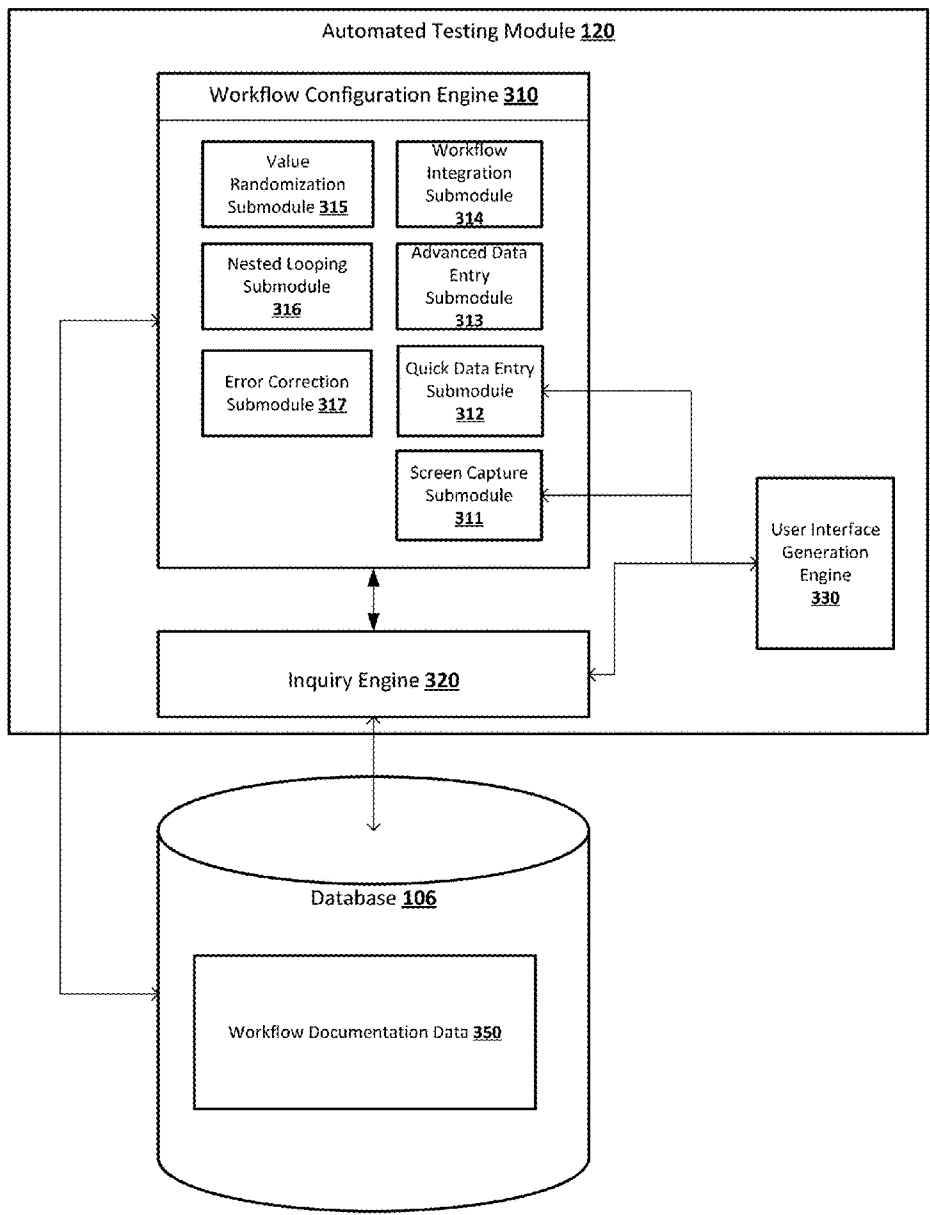 Automated Testing Module 120
Workflow Configuration Engine 310
Value
Randomization
Submodule 315
Workflow
Integration
Submodule
314
Nested Looping
Submodule
316
Advanced Data
Entry
Submodule
313
Error Correction
Submodule 317
Quick Data Entry
Submodule
312
Screen Capture
Submodule
311
User Interface
Generation
Engine
330
Inquiry Engine 320
Database 106
Workflow Documentation Data 350